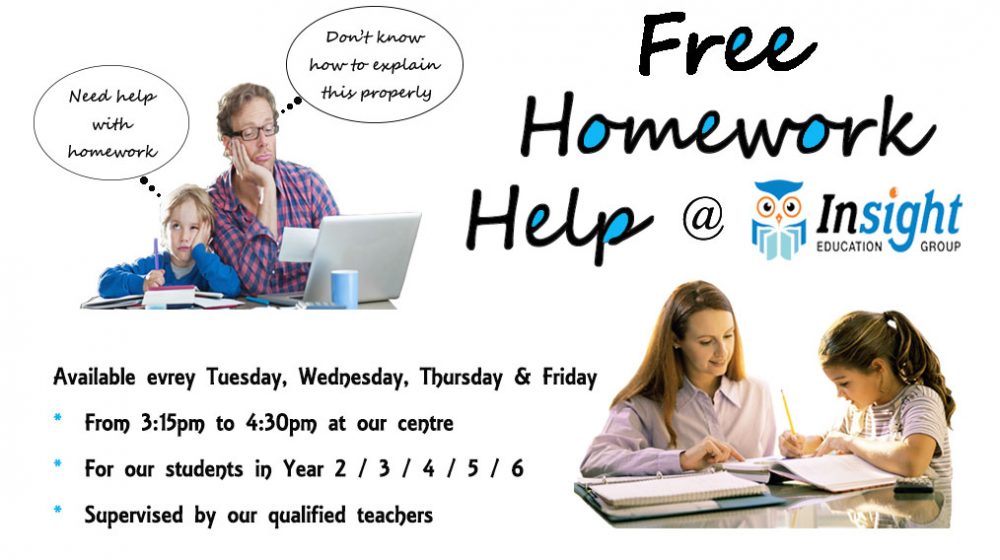 Need help
with
homework
Don't know
how to explain
this properly
Free
Homework
Help @ Insight
EDUCATION GROUP
Available evrey Tuesday, Wednesday, Thursday & Friday
* From 3:15pm to 4:30pm at our centre
* For our students in Year 2 / 3 / 4 / 5 / 6
* Supervised by our qualified teachers